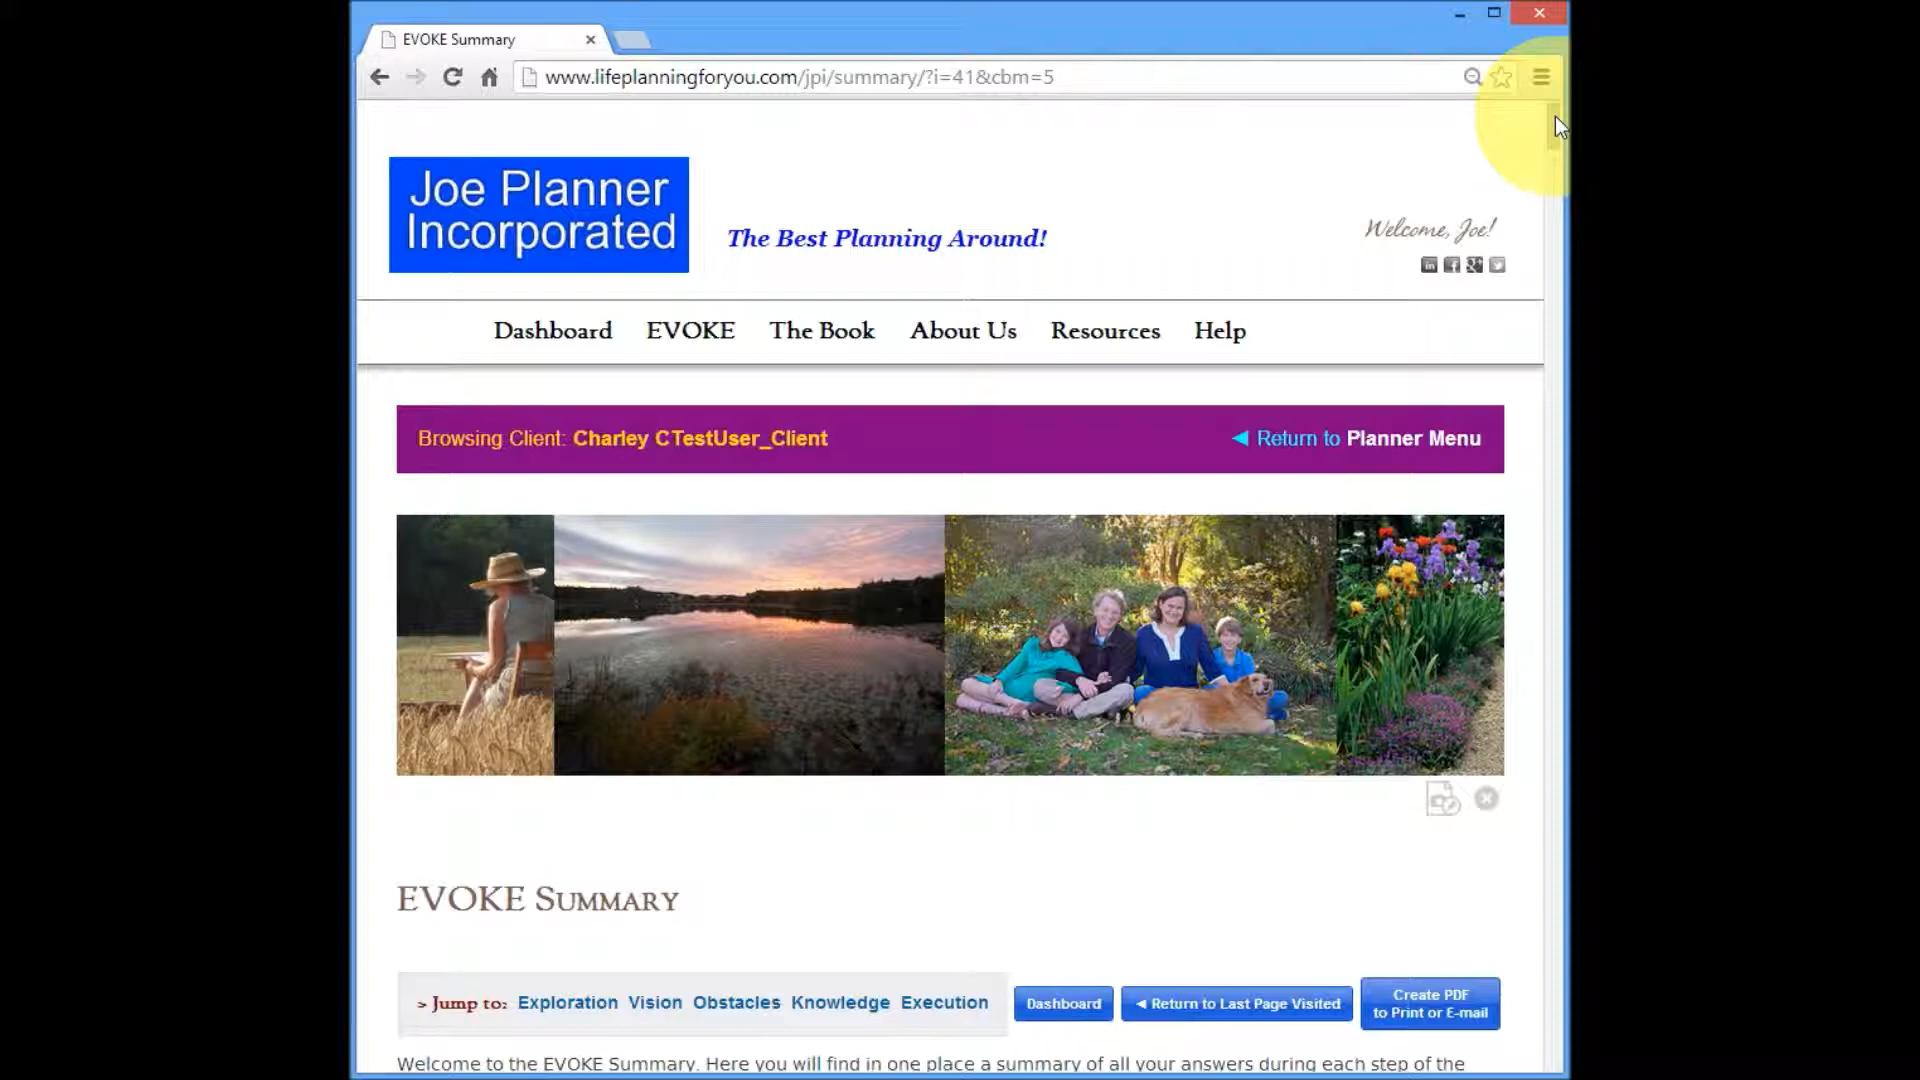 EVOKE Summary
www.lifeplanningforyou.com/jpi/summary/?i=41&cbm=5
Joe Planner
Incorporated
The Best Planning Around!
Welcome, Joe!
Dashboard EVOKE The Book About Us Resources Help
Browsing Client: Charley CTestUser_Client
◀ Return to Planner Menu
EVOKE Summary
> Jump to: Exploration Vision Obstacles Knowledge Execution
Dashboard
◀ Return to Last Page Visited
Create PDF
to Print or E-mail
Welcome to the EVOKE Summary. Here you will find in one place a summary of all your answers during each step of the